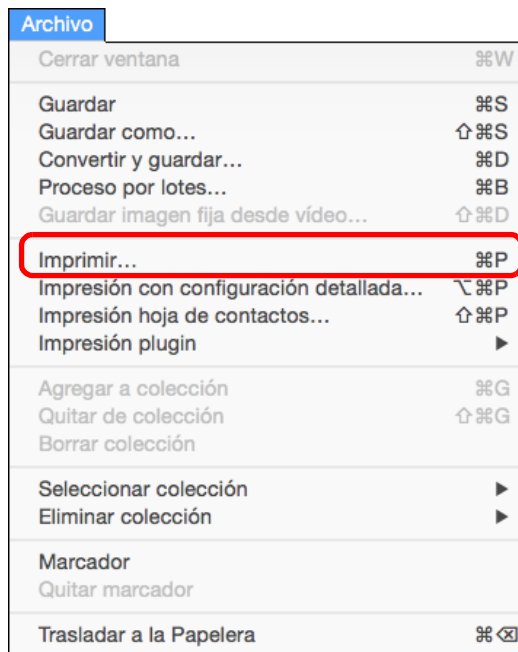 Archivo
Cerrar ventana ⌘W
Guardar ⌘S
Guardar como... ⇧⌘S
Convertir y guardar... ⌘D
Proceso por lotes... ⌘B
Guardar imagen fija desde vídeo... ⇧⌘D
Imprimir... ⌘P
Impresión con configuración detallada... ⌥⌘P
Impresión hoja de contactos... ⇧⌘P
Impresión plugin ▶
Agregar a colección ⌘G
Quitar de colección ⇧⌘G
Borrar colección
Seleccionar colección ▶
Eliminar colección ▶
Marcador
Quitar marcador
Trasladar a la Papelera ⌘⌫